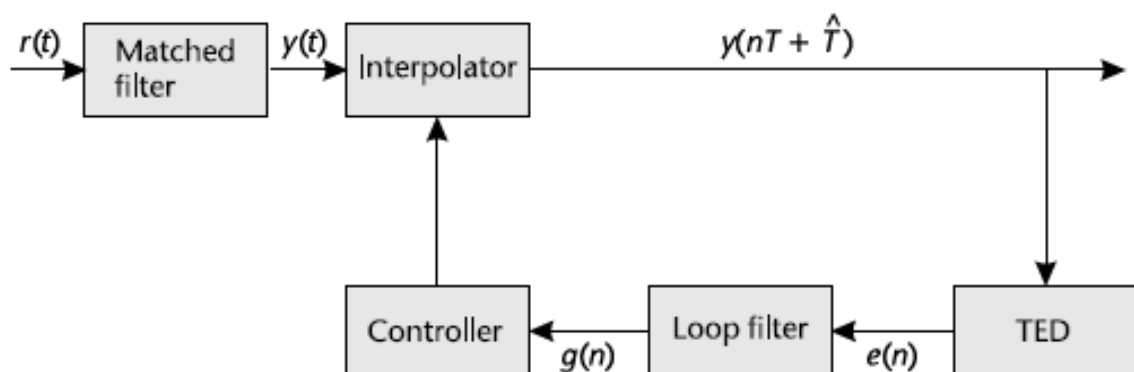 r(t)
Matched
filter
y(t)
Interpolator
y(nT + T̂)
Controller
g(n)
Loop filter
e(n)
TED